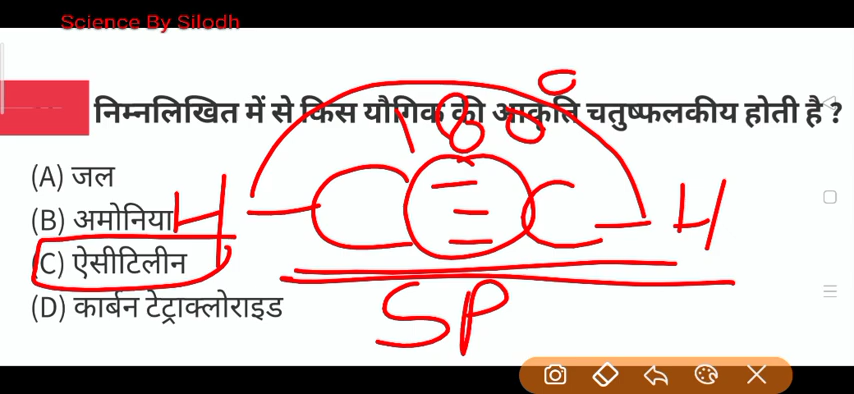 Science By Silodh
निम्नलिखित में से किस यौगिक की आकृति चतुष्फलकीय होती है ?
180°
(A) जल
(B) अमोनिया
H - C ≡ C - H
(C) ऐसीटिलीन
(D) कार्बन टेट्राक्लोराइड
SP